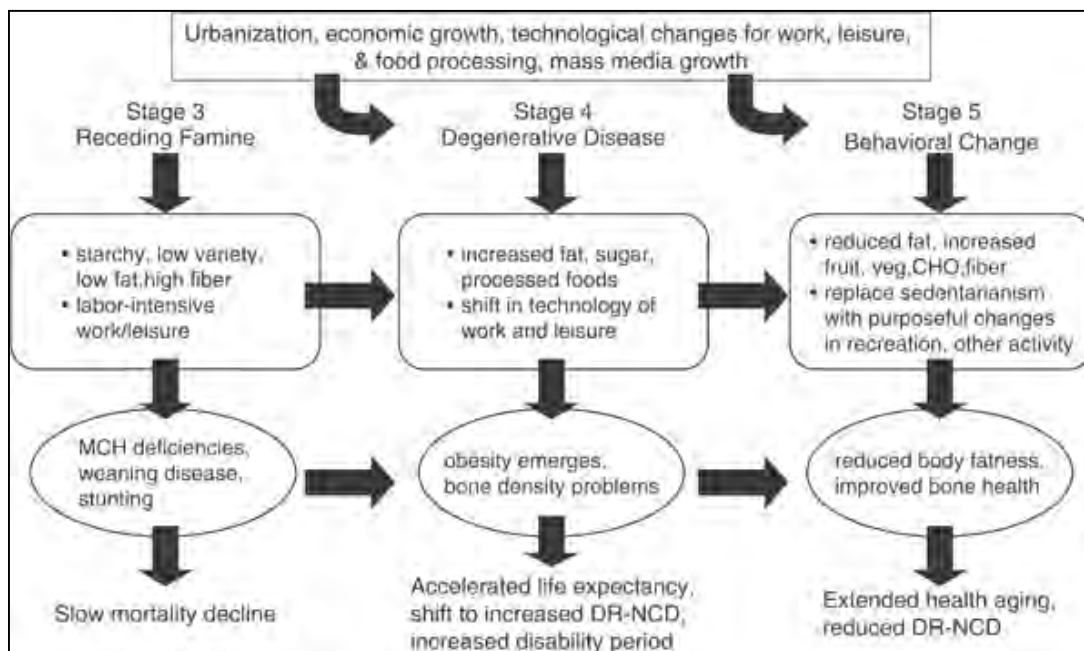 Urbanization, economic growth, technological changes for work, leisure,
& food processing, mass media growth
Stage 3
Receding Famine
Stage 4
Degenerative Disease
Stage 5
Behavioral Change
• starchy, low variety,
low fat,high fiber
• labor-intensive
work/leisure
• increased fat, sugar,
processed foods
• shift in technology of
work and leisure
• reduced fat, increased
fruit, veg,CHO,fiber
• replace sedentarianism
with purposeful changes
in recreation, other activity
MCH deficiencies,
weaning disease,
stunting
obesity emerges,
bone density problems
reduced body fatness,
improved bone health
Slow mortality decline
Accelerated life expectancy,
shift to increased DR-NCD,
increased disability period
Extended health aging,
reduced DR-NCD